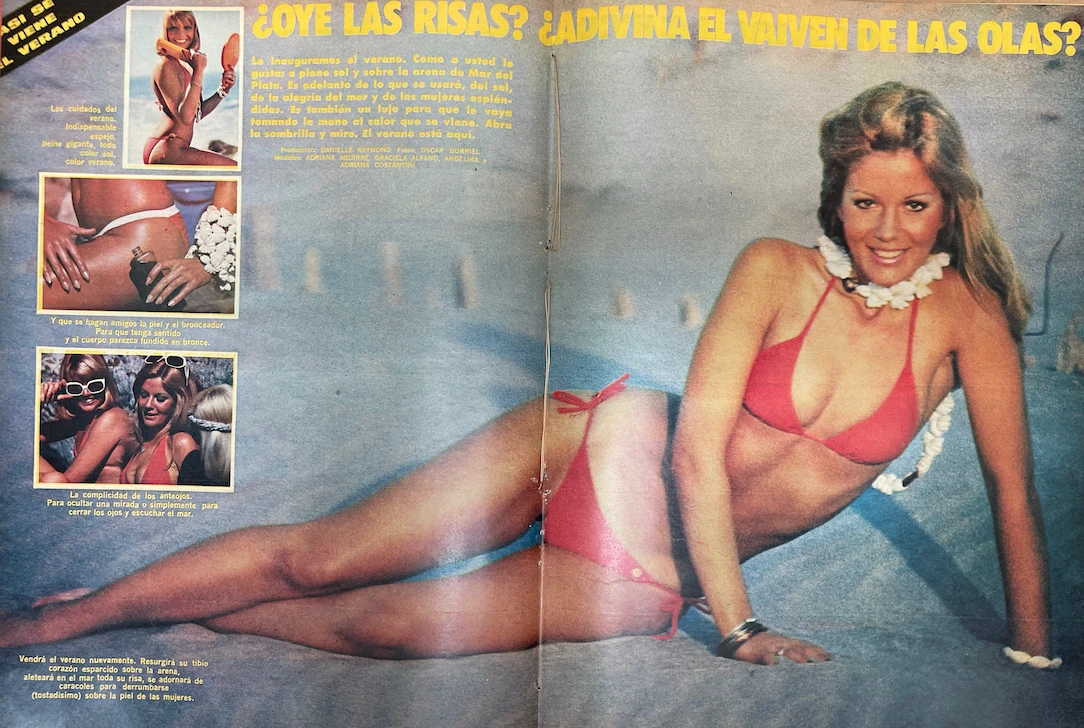 ASI SE
VIENE
EL VERANO
¿OYE LAS RISAS? ¿ADIVINA EL VAIVEN DE LAS OLAS?
Le inauguramos el verano. Como a usted le
gusta: a pleno sol y sobre la arena de Mar del
Plata. Es adelanto de lo que se usará, del sol,
de la alegría del mar y de las mujeres esplén-
didas. Es también un lujo para que le vaya
tomando la mano al calor que se viene. Abra
la sombrilla y mire. El verano está aquí.
Producción: DANIELLE RAYMOND. Fotos: OSCAR BURRIEL
Modelos: ADRIANA AGUIRRE, GRACIELA ALFANO, ANGELIKA y
ADRIANA COSTANTINI.
Los cuidados del
verano.
Indispensable
espejo,
peine gigante, todo
color sol,
color verano.
Y que se hagan amigos la piel y el bronceador.
Para que tenga sentido
y el cuerpo parezca fundido en bronce.
La complicidad de los anteojos.
Para ocultar una mirada o simplemente para
cerrar los ojos y escuchar el mar.
Vendrá el verano nuevamente. Resurgirá su tibio
corazón esparcido sobre la arena,
aleteará en el mar toda su risa, se adornará de
caracoles para derrumbarse
(tostadísimo) sobre la piel de las mujeres.